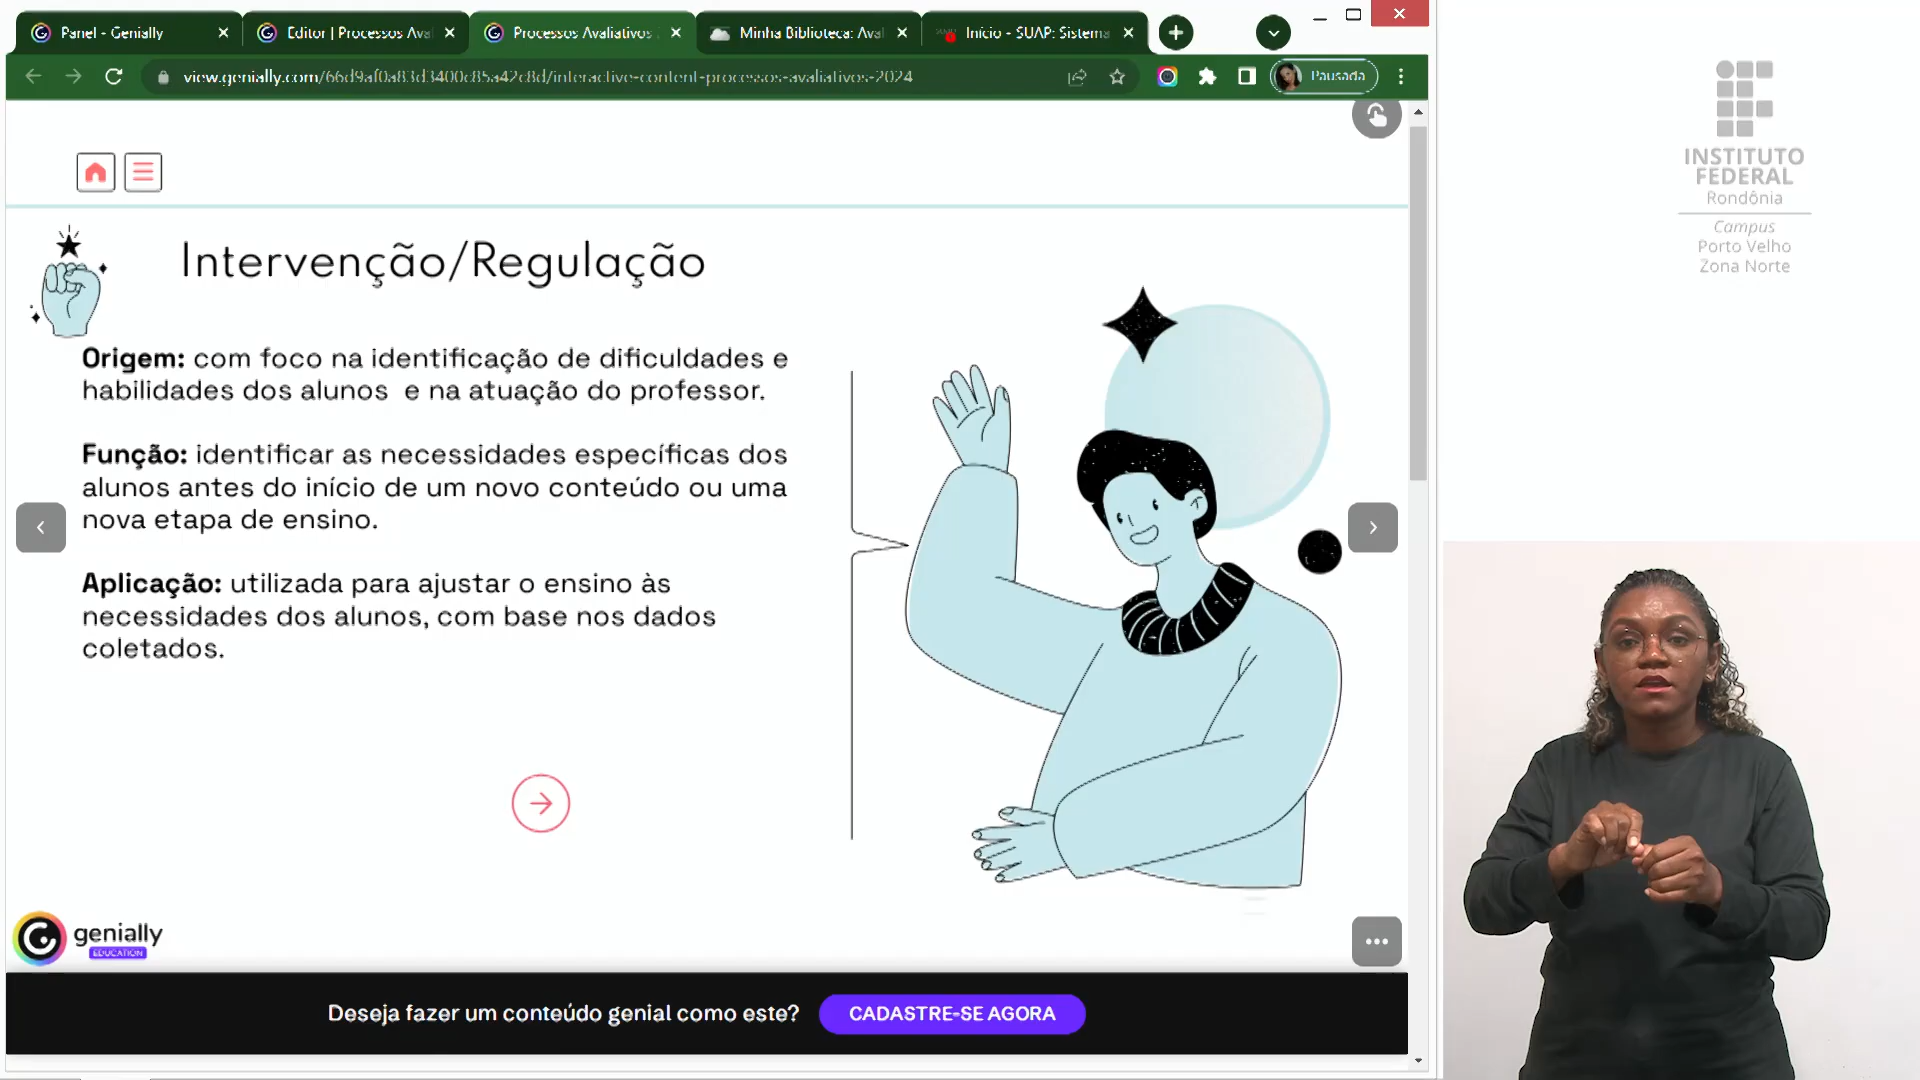 Panel - Genially
Editor | Processos Ava
Processos Avaliativos
Minha Biblioteca: Aval
Início - SUAP: Sistema
view.genially.com/66d9af0a83d3400c85a42c8d/interactive-content-processos-avaliativos-2024
Pausada
Intervenção/Regulação
Origem: com foco na identificação de dificuldades e
habilidades dos alunos e na atuação do professor.
Função: identificar as necessidades específicas dos
alunos antes do início de um novo conteúdo ou uma
nova etapa de ensino.
Aplicação: utilizada para ajustar o ensino às
necessidades dos alunos, com base nos dados
coletados.
genially
EDUCATION
Deseja fazer um conteúdo genial como este?
CADASTRE-SE AGORA
INSTITUTO
FEDERAL
Rondônia
Campus
Porto Velho
Zona Norte